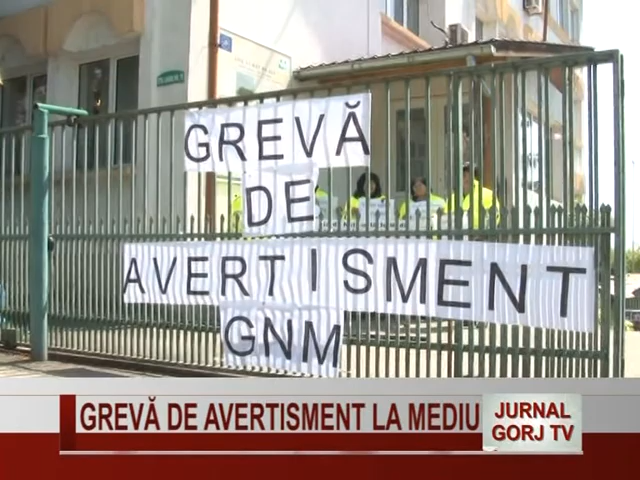 GREVĂ
DE
AVERTISMENT
GNM
GREVĂ DE AVERTISMENT LA MEDIU
JURNAL
GORJ TV